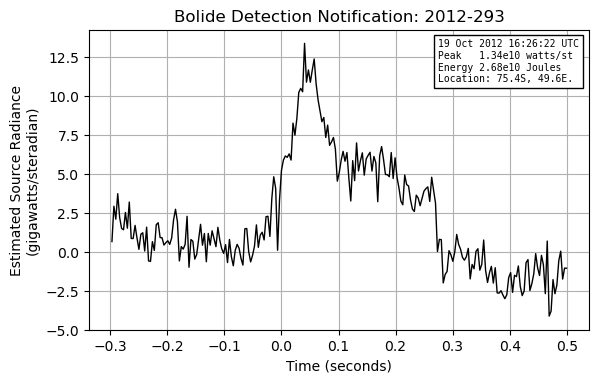 Bolide Detection Notification: 2012-293
19 Oct 2012 16:26:22 UTC
Peak   1.34e10 watts/st
Energy 2.68e10 Joules
Location: 75.4S, 49.6E.
Estimated Source Radiance
(gigawatts/steradian)
12.5
10.0
7.5
5.0
2.5
0.0
−2.5
−5.0
−0.3 −0.2 −0.1 0.0 0.1 0.2 0.3 0.4 0.5
Time (seconds)